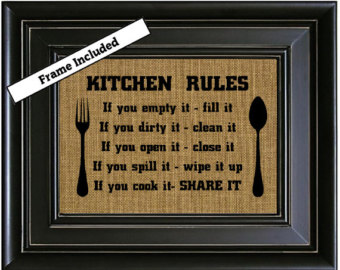 Frame Included
KITCHEN RULES
If you empty it - fill it
If you dirty it - clean it
If you open it - close it
If you spill it - wipe it up
If you cook it- SHARE IT